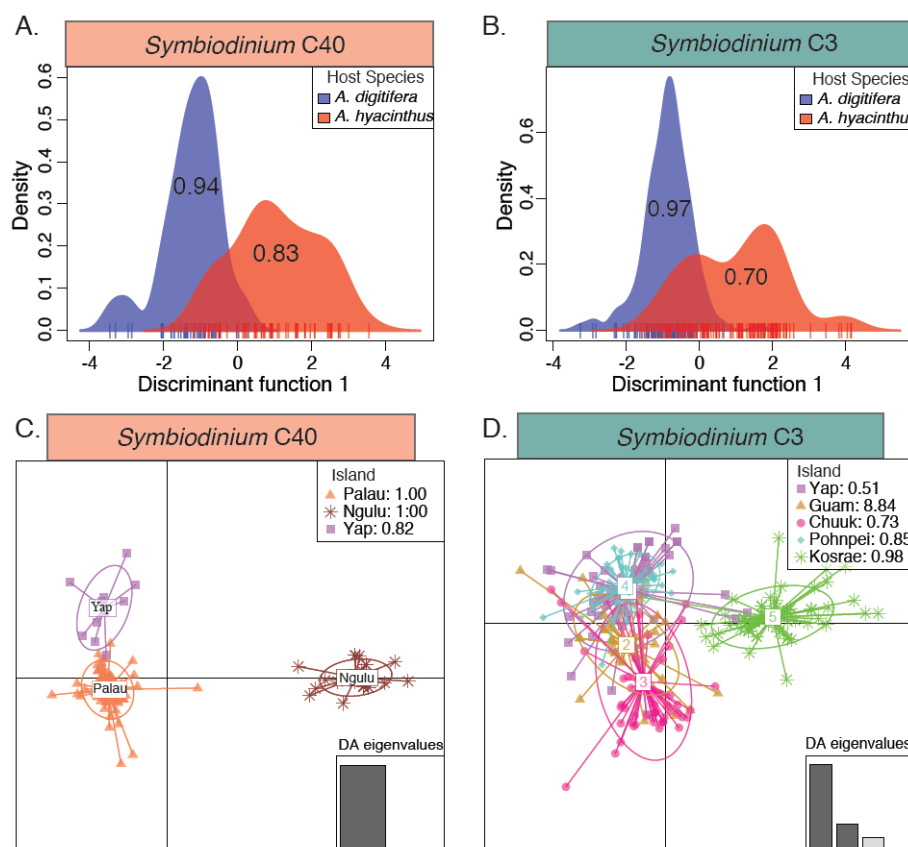 A.
Symbiodinium C40
Host Species
A. digitifera
A. hyacinthus
0.94
0.83
Density
0.0 0.1 0.2 0.3 0.4 0.5 0.6
-4 -2 0 2 4
Discriminant function 1
B.
Symbiodinium C3
Host Species
A. digitifera
A. hyacinthus
0.97
0.70
Density
0.0 0.2 0.4 0.6
-4 -2 0 2 4
Discriminant function 1
C.
Symbiodinium C40
Island
Palau: 1.00
Ngulu: 1:00
Yap: 0.82
Yap
Palau
Ngulu
DA eigenvalues
D.
Symbiodinium C3
Island
Yap: 0.51
Guam: 8.84
Chuuk: 0.73
Pohnpei: 0.85
Kosrae: 0.98
4
5
2
3
DA eigenvalues